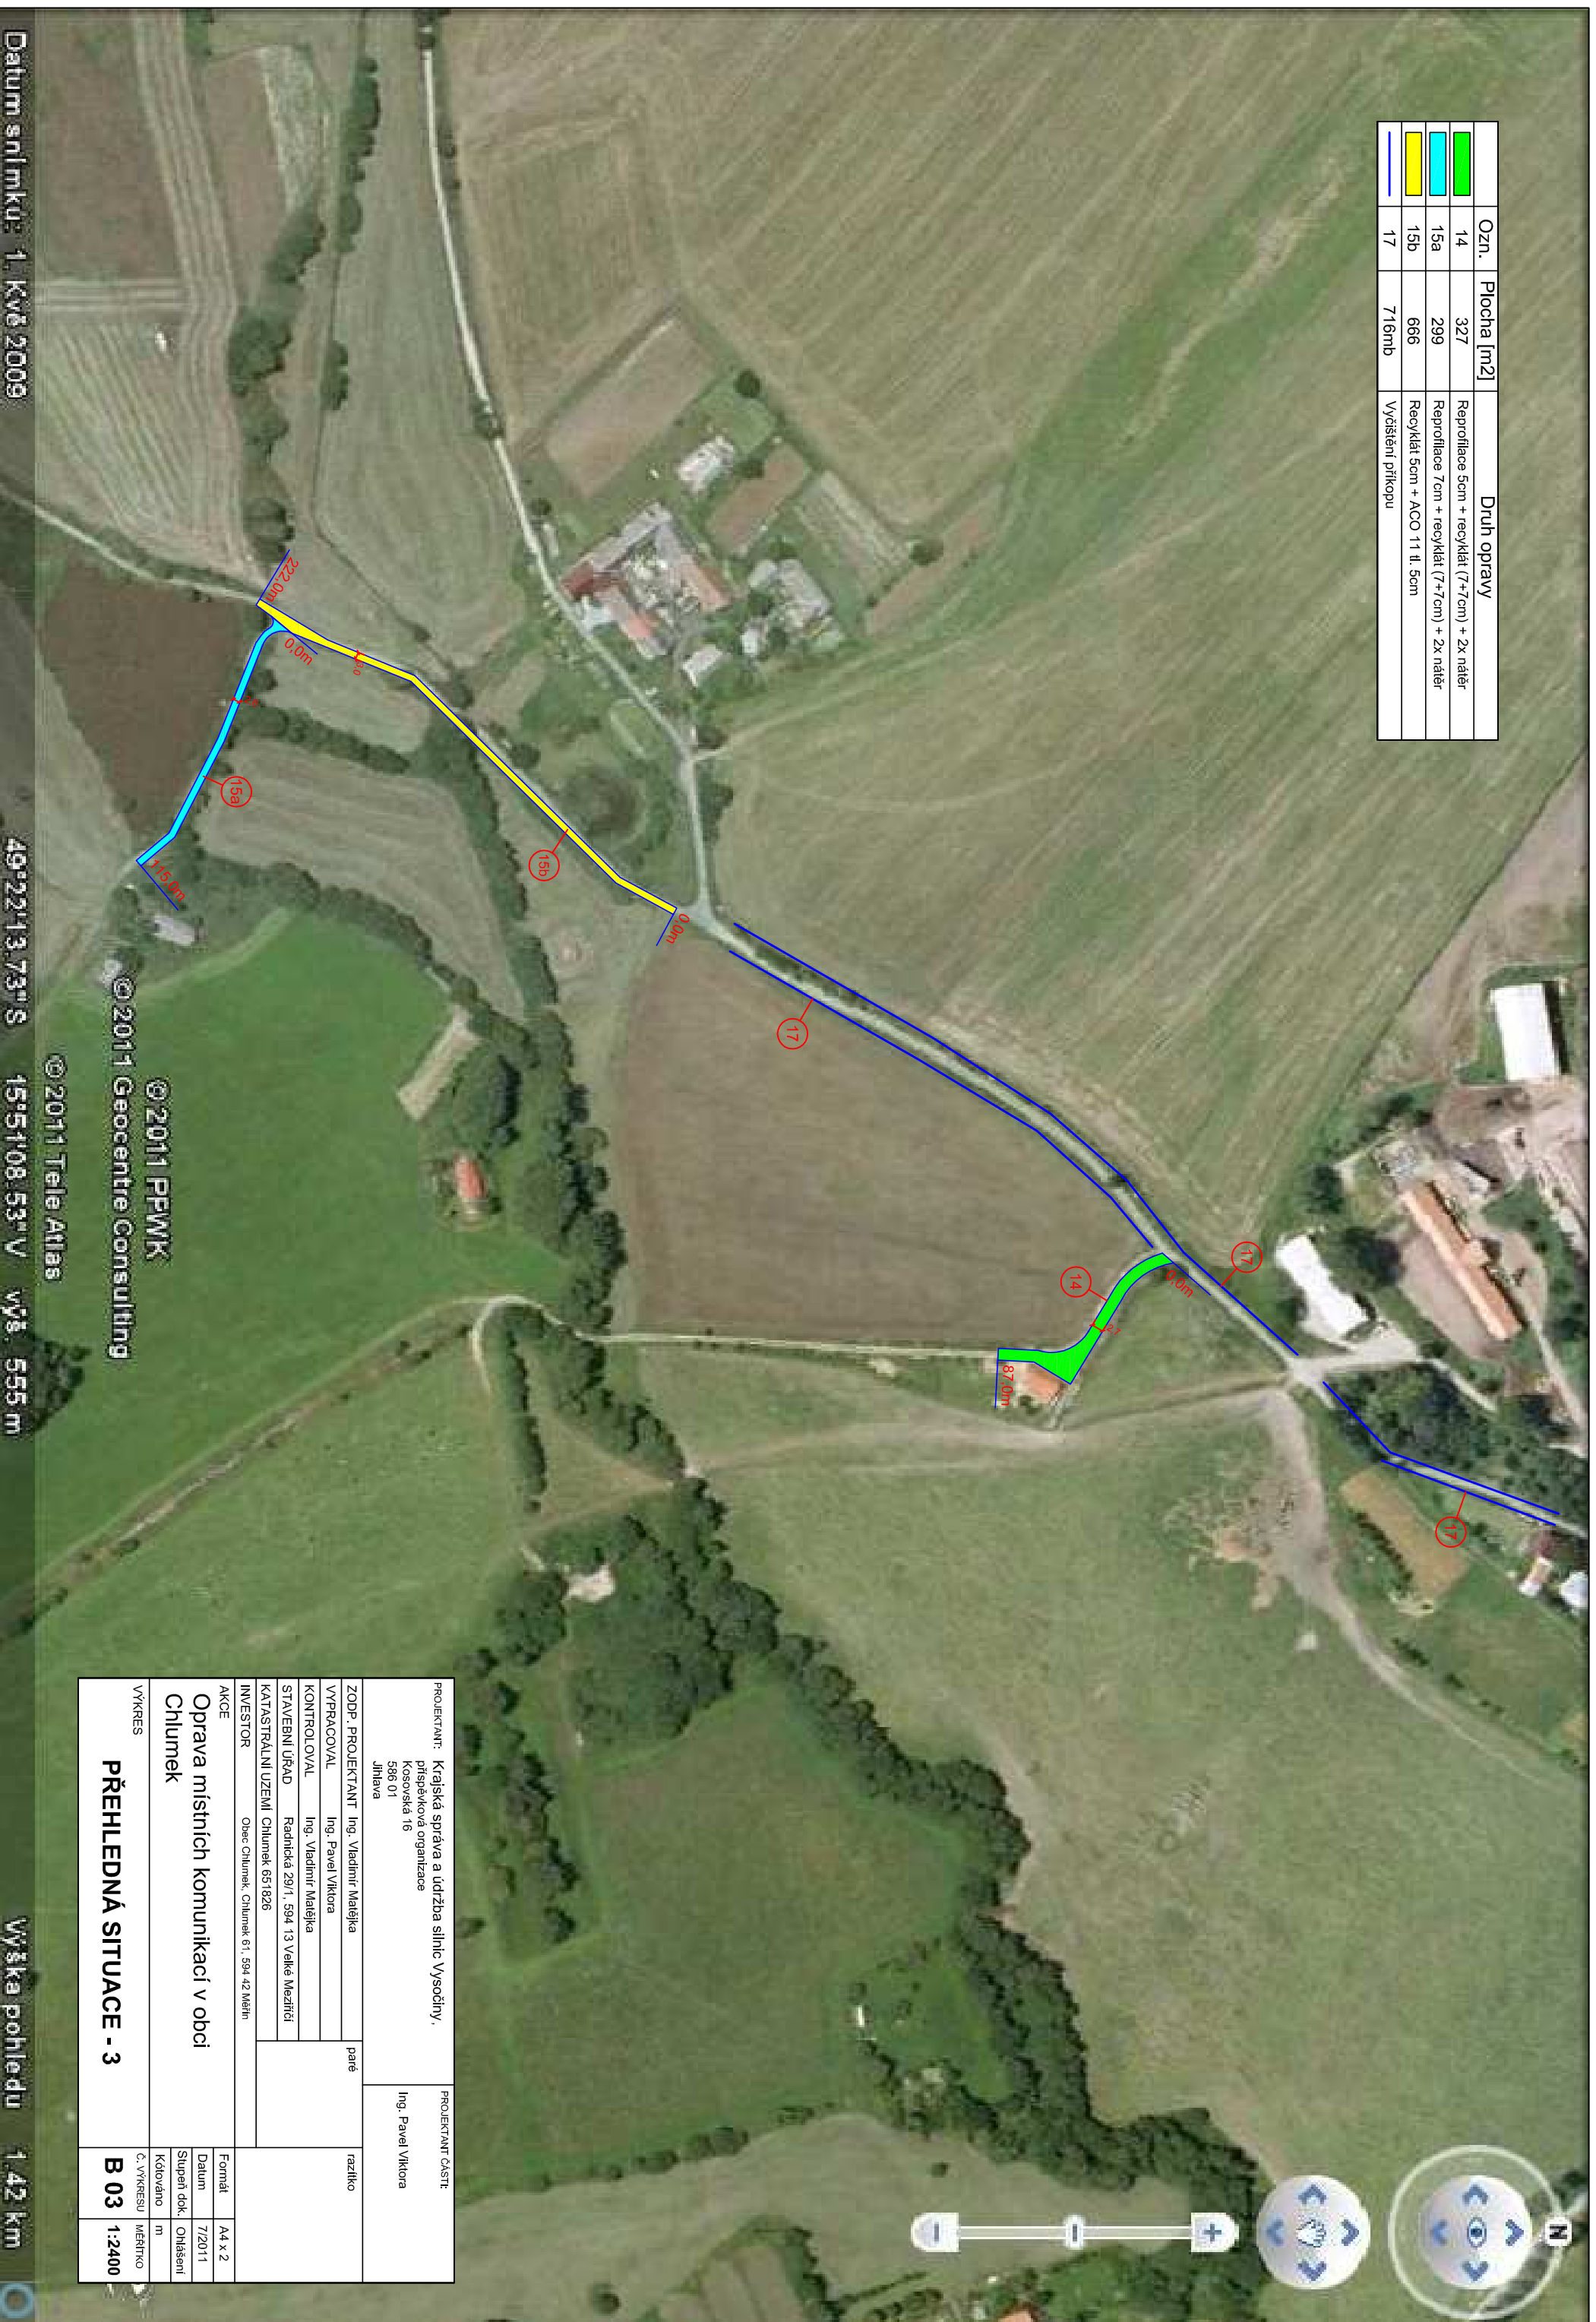 Ozn. Plocha [m2] Druh opravy
14 327 Reprofilace 5cm + recyklát (7+7cm) + 2x nátěr
15a 299 Reprofilace 7cm + recyklát (7+7cm) + 2x nátěr
15b 666 Recyklát 5cm + ACO 11 tl. 5cm
17 716mb Vyčištění příkopu
N
17
17
0,0m
14
2,7
87,0m
17
0,0m
15b
3,0
222,0m
0,0m
15a
115,0m
PROJEKTANT: Krajská správa a údržba silnic Vysočiny,
příspěvková organizace
Kosovská 16
586 01
Jihlava
PROJEKTANT ČÁSTI:
Ing. Pavel Viktora
ZODP. PROJEKTANT Ing. Vladimír Matějka
VYPRACOVAL Ing. Pavel Viktora
KONTROLOVAL Ing. Vladimír Matějka
STAVEBNÍ ÚŘAD Radnická 29/1, 594 13 Velké Meziříčí
KATASTRÁLNÍ ÚZEMÍ Chlumek 651826
INVESTOR Obec Chlumek, Chlumek 61, 594 42 Měřín
paré
razítko
AKCE
Oprava místních komunikací v obci
Chlumek
Formát A4 x 2
Datum 7/2011
Stupeň dok. Ohlášení
Kótováno m
VÝKRES
PŘEHLEDNÁ SITUACE - 3
Č. VÝKRESU MĚŘÍTKO
B 03 1:2400
©2011 PPWK
©2011 Geocentre Consulting
©2011 Tele Atlas
Datum snímku: 1. Kvě 2009 49°22'13.73"S 15°51'08.53"V výš. 555 m Výška pohledu 1.42 km